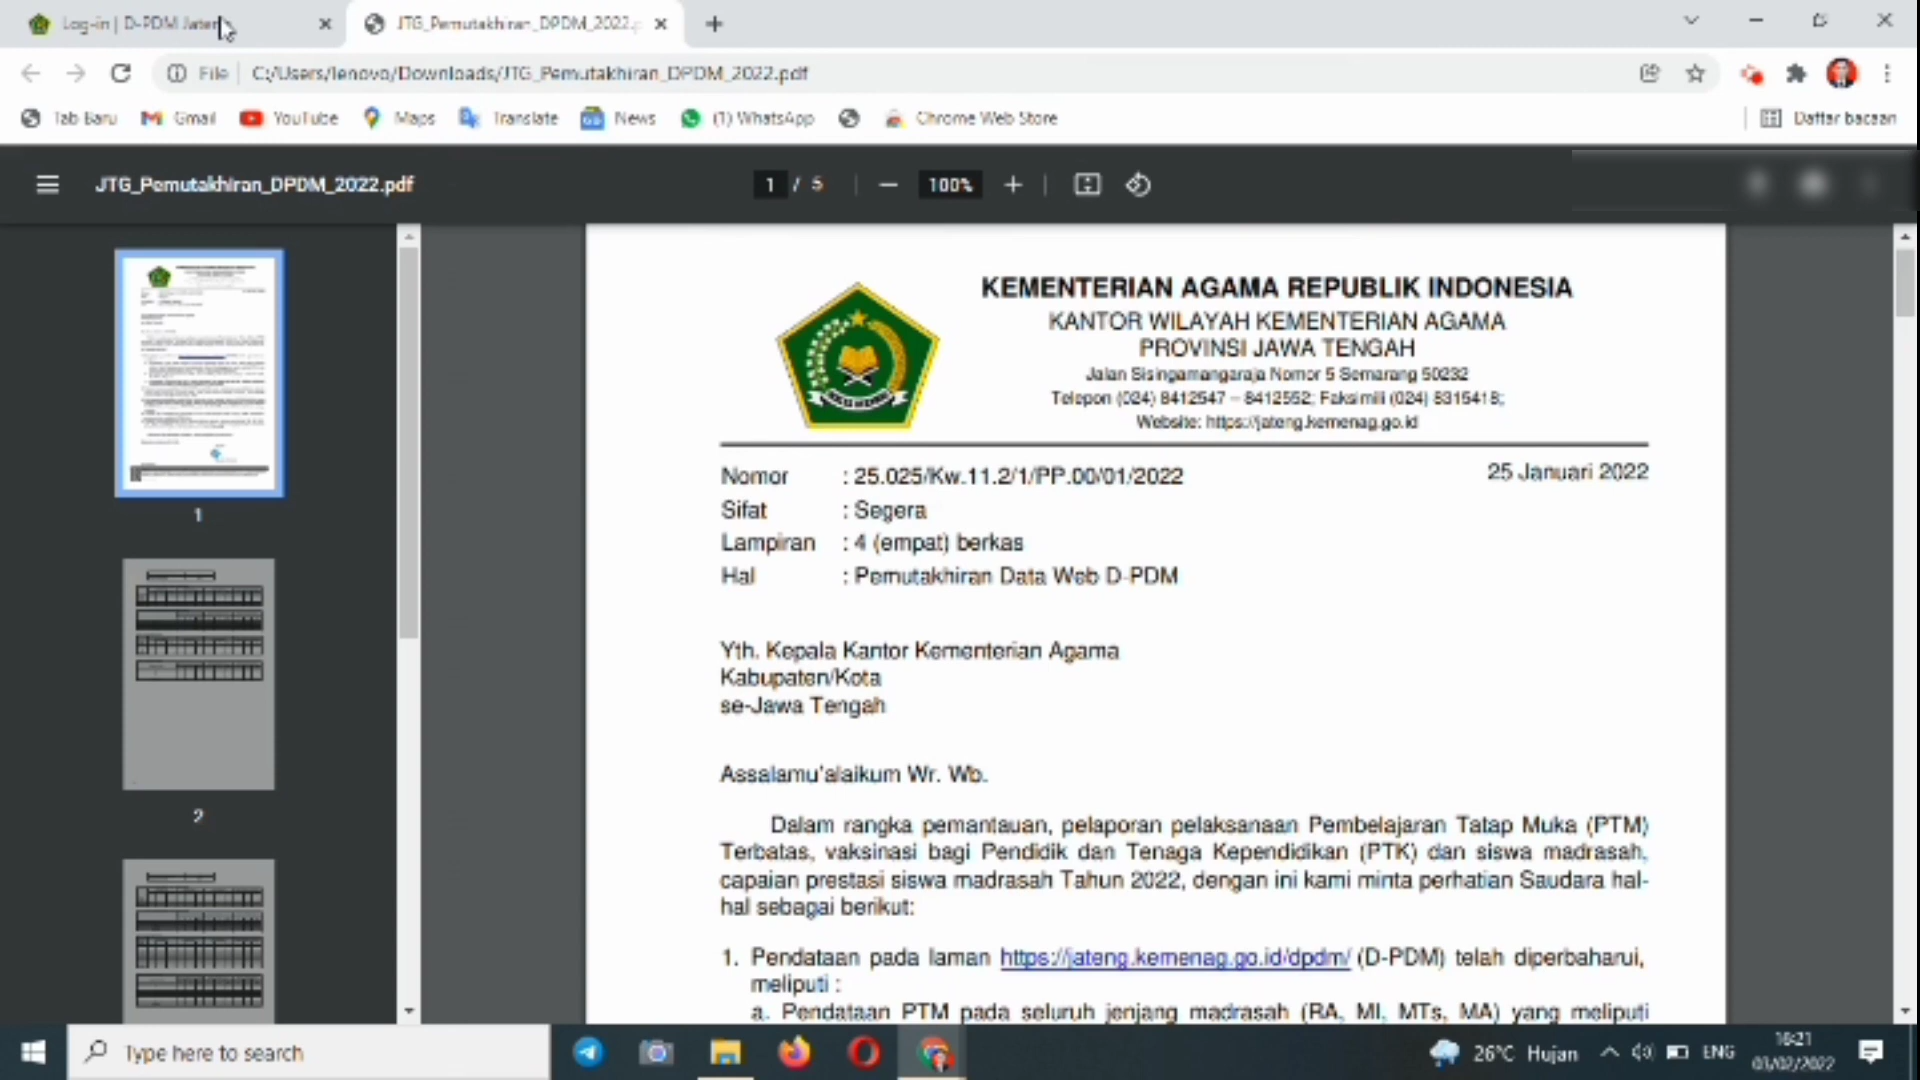 Log-in | D-PDM Jaten
JTG_Pemutakhiran_DPDM_2022.p
File
C:/Users/lenovo/Downloads/JTG_Pemutakhiran_DPDM_2022.pdf
Tab Baru
Gmail
YouTube
Maps
Translate
News
(1) WhatsApp
Chrome Web Store
Daftar bacaan
JTG_Pemutakhiran_DPDM_2022.pdf
1 / 5
100%
1
2
KEMENTERIAN AGAMA REPUBLIK INDONESIA
KANTOR WILAYAH KEMENTERIAN AGAMA
PROVINSI JAWA TENGAH
Jalan Sisingamangaraja Nomor 5 Semarang 50232
Telepon (024) 8412547 – 8412552; Faksimili (024) 8315418;
Website: https://jateng.kemenag.go.id
Nomor : 25.025/Kw.11.2/1/PP.00/01/2022
25 Januari 2022
Sifat : Segera
Lampiran : 4 (empat) berkas
Hal : Pemutakhiran Data Web D-PDM
Yth. Kepala Kantor Kementerian Agama
Kabupaten/Kota
se-Jawa Tengah
Assalamu'alaikum Wr. Wb.
Dalam rangka pemantauan, pelaporan pelaksanaan Pembelajaran Tatap Muka (PTM)
Terbatas, vaksinasi bagi Pendidik dan Tenaga Kependidikan (PTK) dan siswa madrasah,
capaian prestasi siswa madrasah Tahun 2022, dengan ini kami minta perhatian Saudara hal-
hal sebagai berikut:
1. Pendataan pada laman https://jateng.kemenag.go.id/dpdm/ (D-PDM) telah diperbaharui,
meliputi :
a. Pendataan PTM pada seluruh jenjang madrasah (RA, MI, MTs, MA) yang meliputi
Type here to search
26°C Hujan
ENG
16:21
03/02/2022